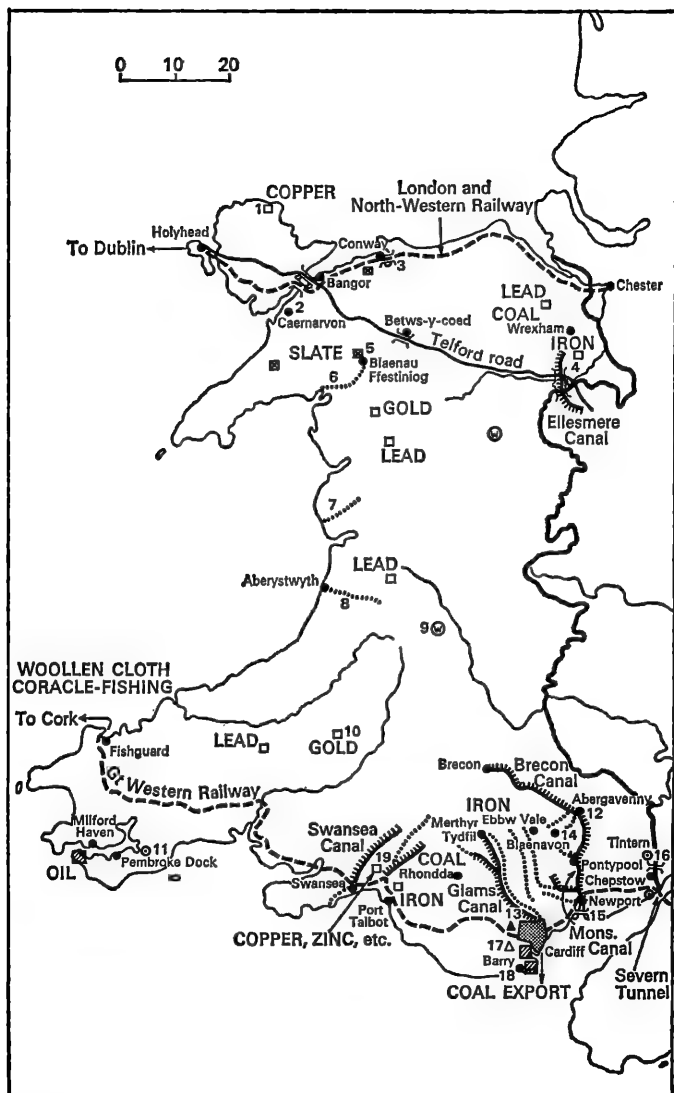 0 10 20
COPPER
1
London and
North-Western Railway
Holyhead
To Dublin
Conway
3
Bangor
Chester
2
Caernarvon
LEAD
COAL
Betws-y-coed
Wrexham
Telford road
IRON
4
SLATE
5
Blaenau
Ffestiniog
6
GOLD
Ellesmere
Canal
LEAD
W
7
LEAD
Aberystwyth
8
9 W
WOOLLEN CLOTH
CORACLE-FISHING
To Cork
Fishguard
LEAD
10
GOLD
Gt Western Railway
Brecon
Brecon
Canal
Abergavenny
12
IRON
Merthyr
Tydfil
Ebbw Vale
14
Blaenavon
Tintern
16
Milford
Haven
11
Pembroke Dock
OIL
Swansea
Canal
19
COAL
Rhondda
Pontypool
Chepstow
Swansea
IRON
Glams
Canal
Newport
15
Port
Talbot
13
Mons.
Canal
COPPER, ZINC, etc.
17
Cardiff
Barry
18
Severn
Tunnel
COAL EXPORT